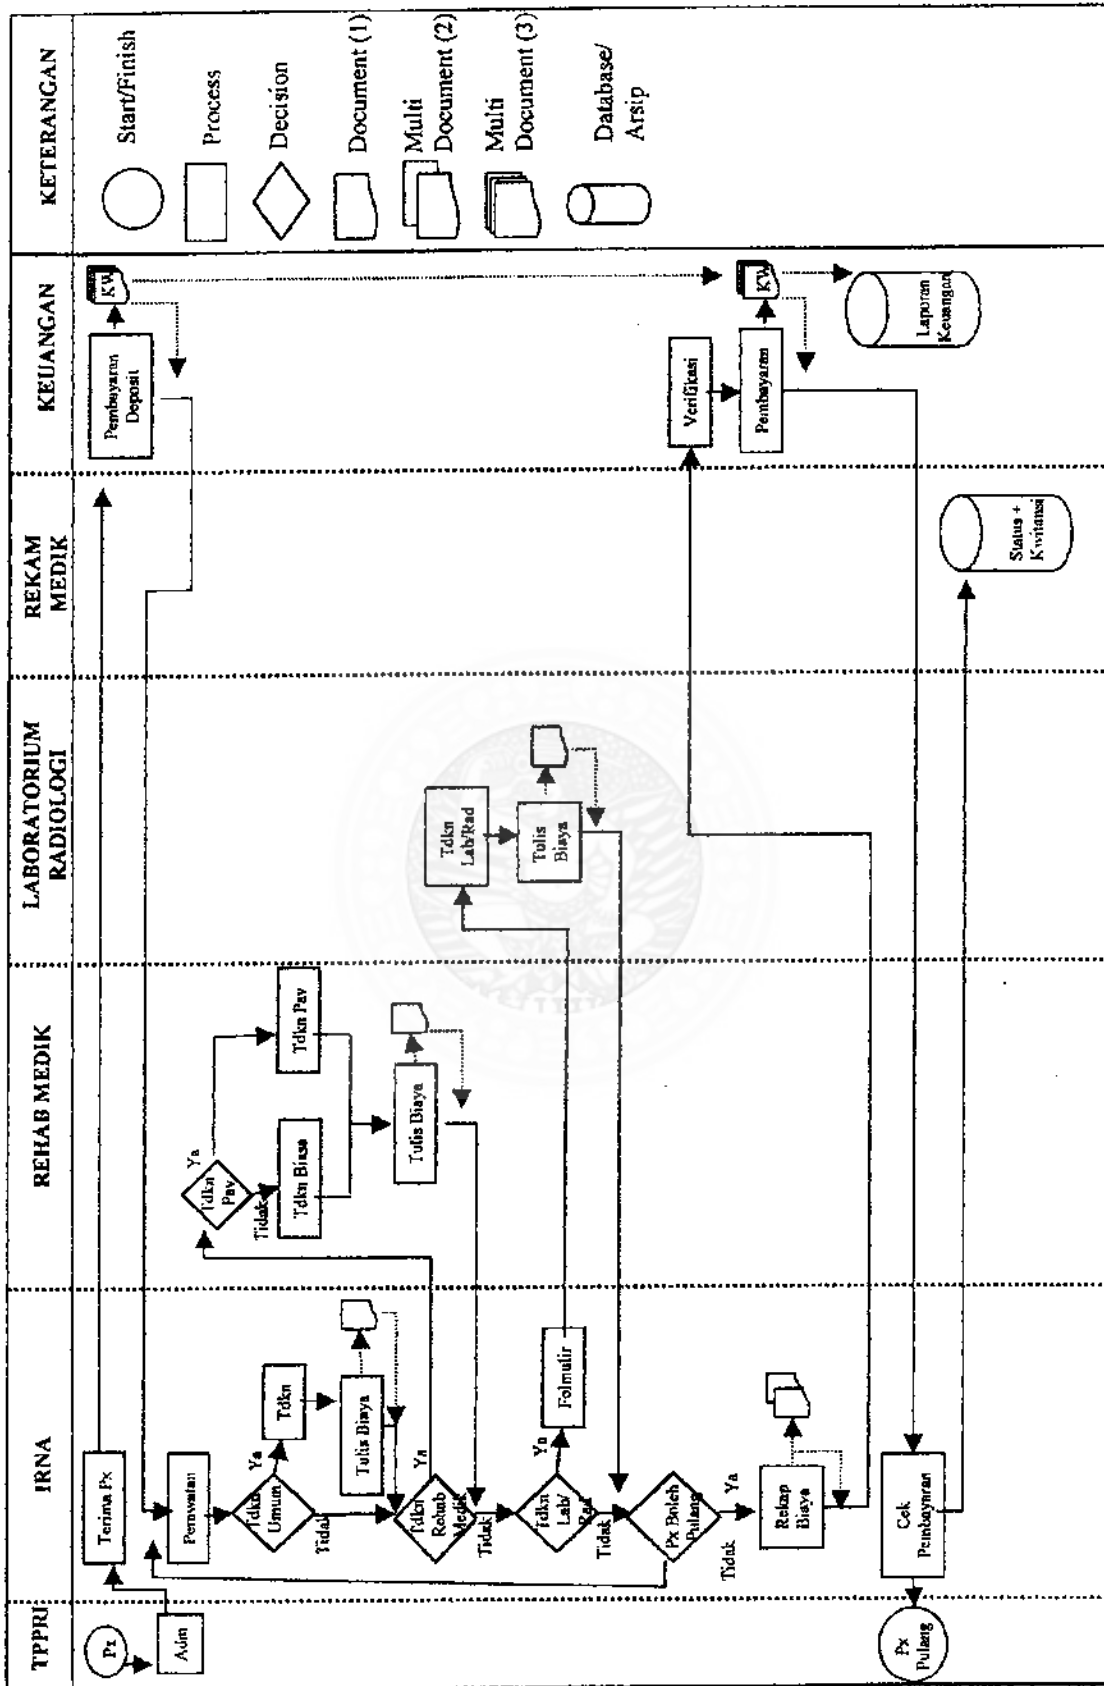 TPPRI
IRNA
REHAB MEDIK
LABORATORIUM
RADIOLOGI
REKAM
MEDIK
KEUANGAN
KETERANGAN
Px
Adm
Terima Px
Pembayaran
Deposit
KW
Perawatan
Tdkn
Umum
Ya
Tidak
Tdkn
Tulis Biaya
Tdkn
Rehab
Medik
Ya
Tidak
Tdkn
Pav
Ya
Tidak
Tdkn Biasa
Tdkn Pav
Tulis Biaya
Tdkn
Lab/
Rad
Ya
Tidak
Folmulir
Tdkn
Lab/Rad
Tulis
Biaya
Px Boleh
Pulang
Ya
Tidak
Rekap
Biaya
Verifikasi
Pembayaran
KW
Laporan
Keuangan
Cek
Pembayaran
Status +
Kwitansi
Px
Pulang
Start/Finish
Process
Decision
Document (1)
Multi
Document (2)
Multi
Document (3)
Database/
Arsip